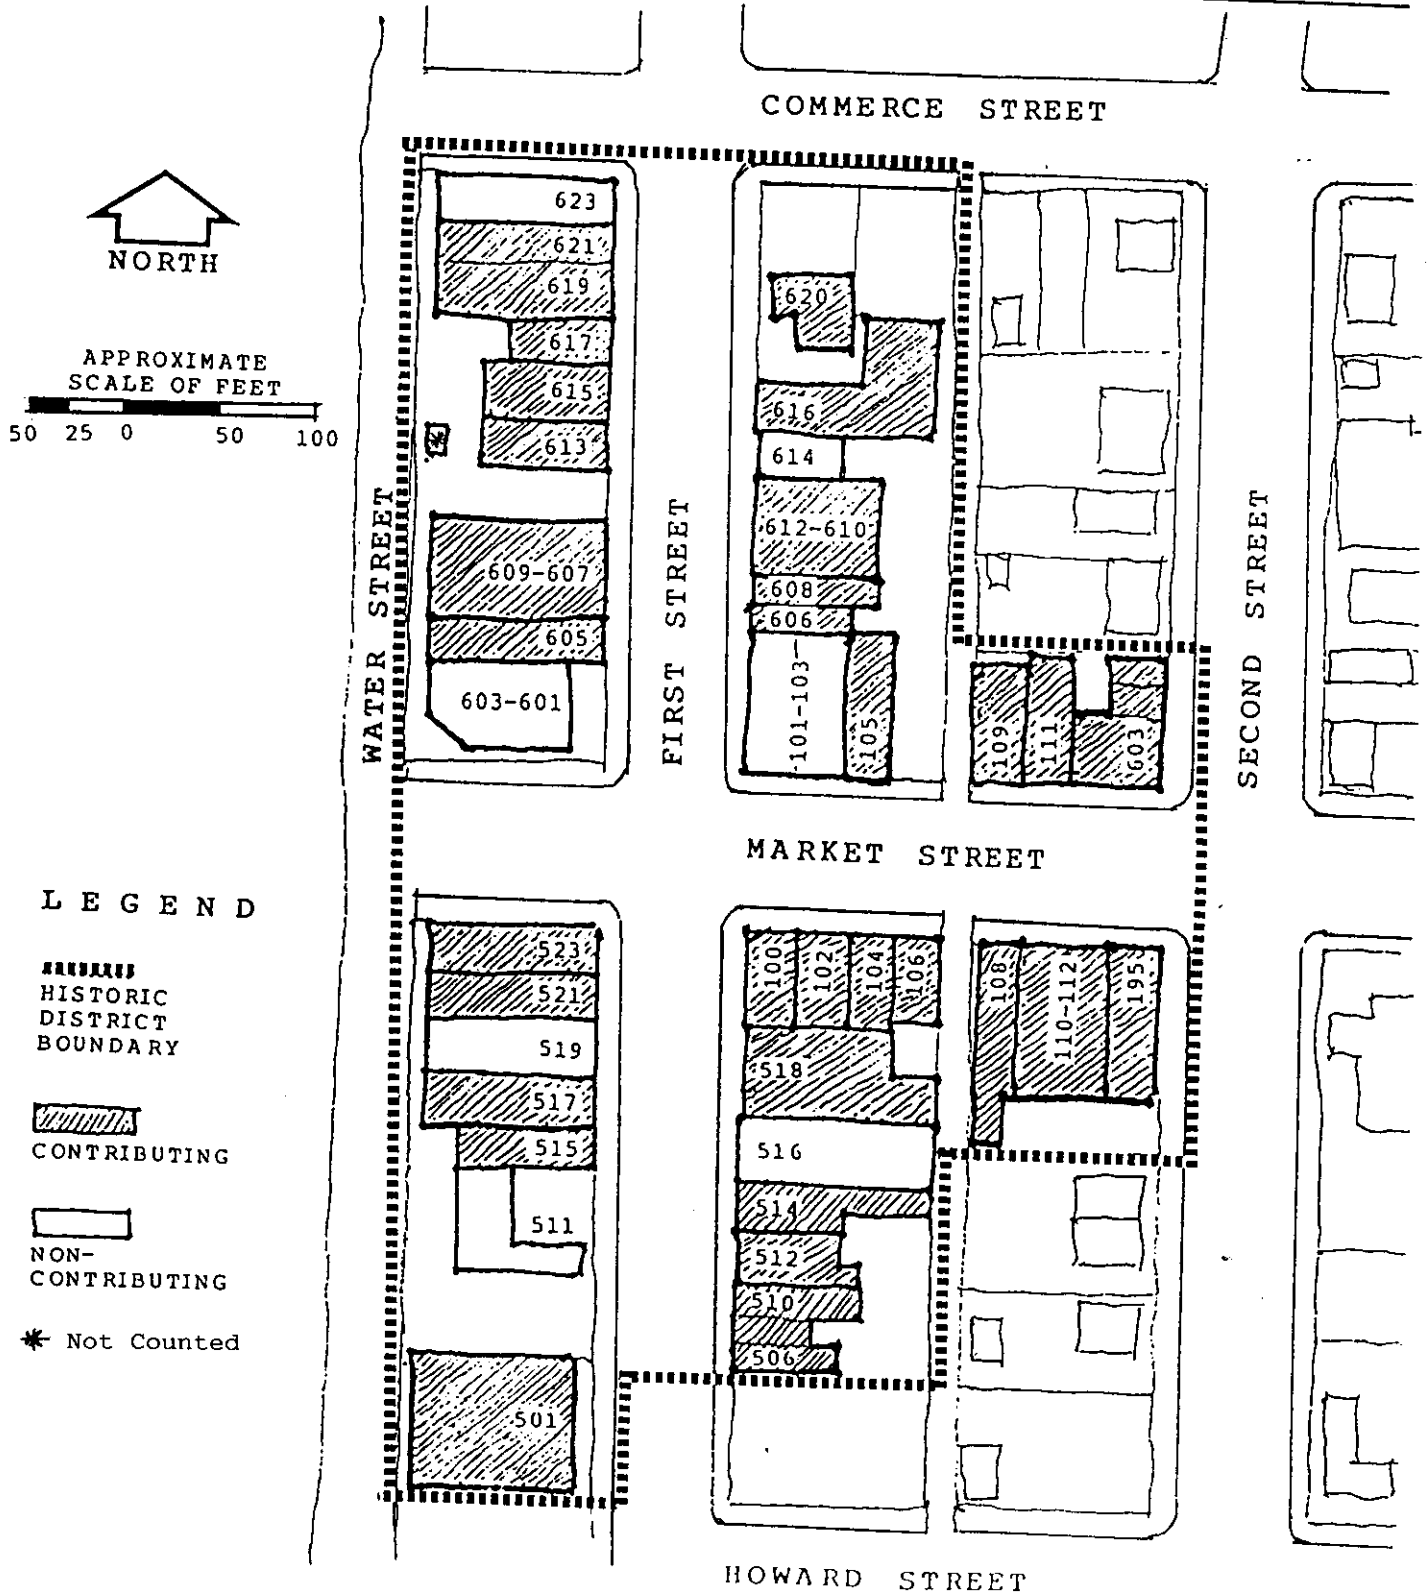 COMMERCE STREET
NORTH
APPROXIMATE
SCALE OF FEET
50 25 0 50 100
WATER STREET
FIRST STREET
SECOND STREET
623
621
619
617
615
613
609-607
605
603-601
620
616
614
612-610
608
606
101-103
105
109
111
603
MARKET STREET
523
521
519
517
515
511
501
100
102
104
106
518
516
514
512
510
506
108
110-112
195
LEGEND
HISTORIC
DISTRICT
BOUNDARY
CONTRIBUTING
NON-
CONTRIBUTING
* Not Counted
HOWARD STREET